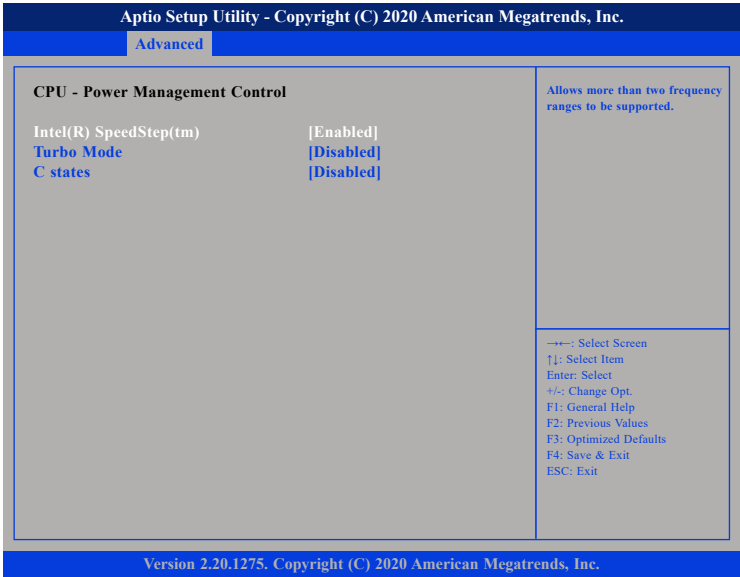 Aptio Setup Utility - Copyright (C) 2020 American Megatrends, Inc.
Advanced
CPU - Power Management Control
Intel(R) SpeedStep(tm) [Enabled]
Turbo Mode [Disabled]
C states [Disabled]
Allows more than two frequency
ranges to be supported.
→←: Select Screen
↑↓: Select Item
Enter: Select
+/-: Change Opt.
F1: General Help
F2: Previous Values
F3: Optimized Defaults
F4: Save & Exit
ESC: Exit
Version 2.20.1275. Copyright (C) 2020 American Megatrends, Inc.